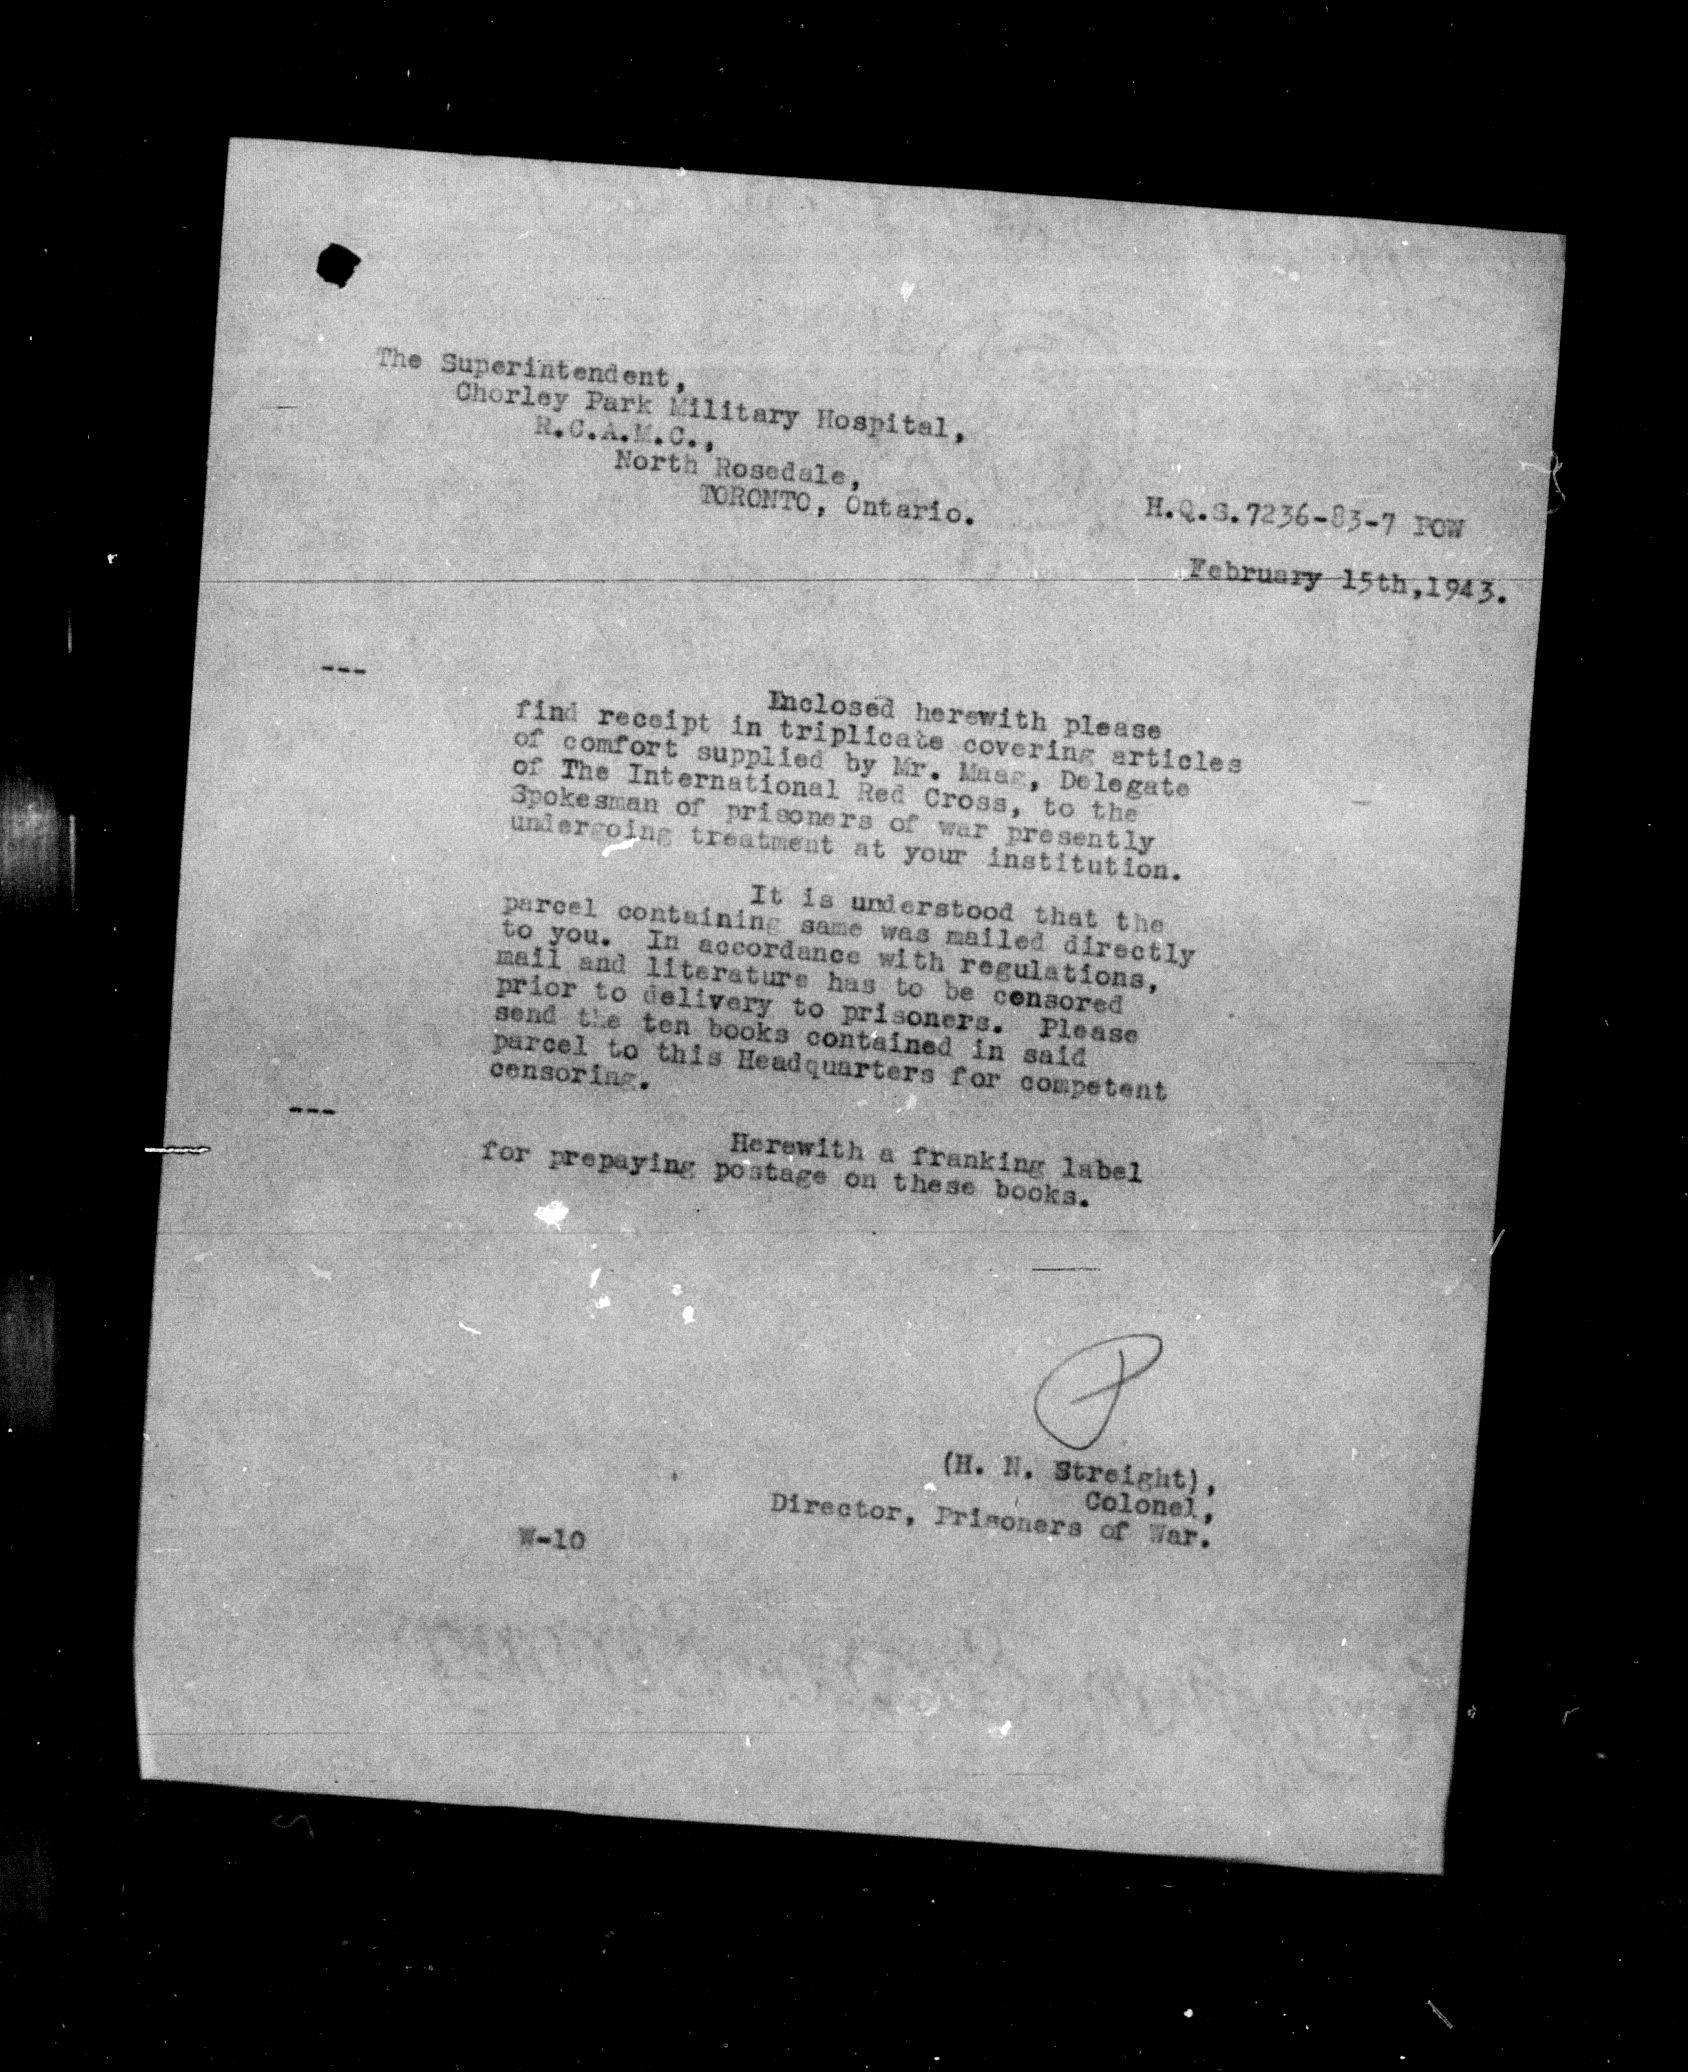 The Superintendent,
Chorley Park Military Hospital,
R.C.A.M.C.,
North Rosedale,
TORONTO, Ontario.
H.Q.S.7236-83-7 POW
February 15th,1943.
---
Enclosed herewith please
find receipt in triplicate covering articles
of comfort supplied by Mr. Maag, Delegate
of The International Red Cross, to the
Spokesman of prisoners of war presently
undergoing treatment at your institution.
It is understood that the
parcel containing same was mailed directly
to you. In accordance with regulations,
mail and literature has to be censored
prior to delivery to prisoners. Please
send the ten books contained in said
parcel to this Headquarters for competent
censoring.
---
Herewith a franking label
for prepaying postage on these books.
(H. N. Streight),
Colonel,
Director, Prisoners of War.
W-10